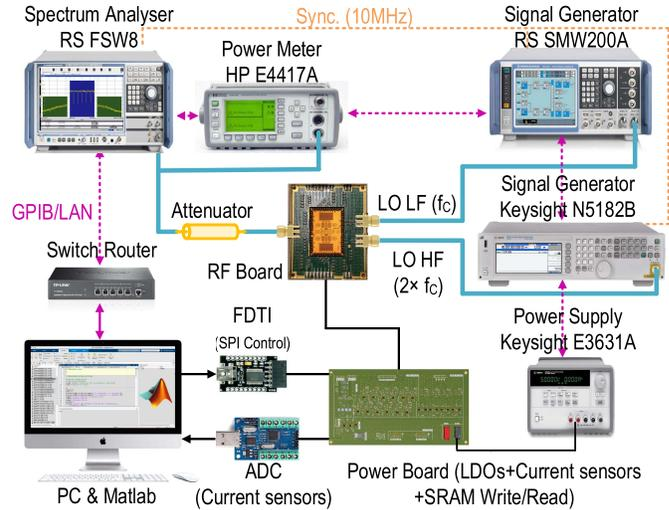 Spectrum Analyser
RS FSW8
Sync. (10MHz)
Signal Generator
RS SMW200A
Power Meter
HP E4417A
GPIB/LAN
Attenuator
LO LF (fC)
Signal Generator
Keysight N5182B
Switch Router
RF Board
LO HF
(2× fC)
TP-LINK
FDTI
(SPI Control)
Power Supply
Keysight E3631A
ADC
(Current sensors)
PC & Matlab
Power Board (LDOs+Current sensors
+SRAM Write/Read)